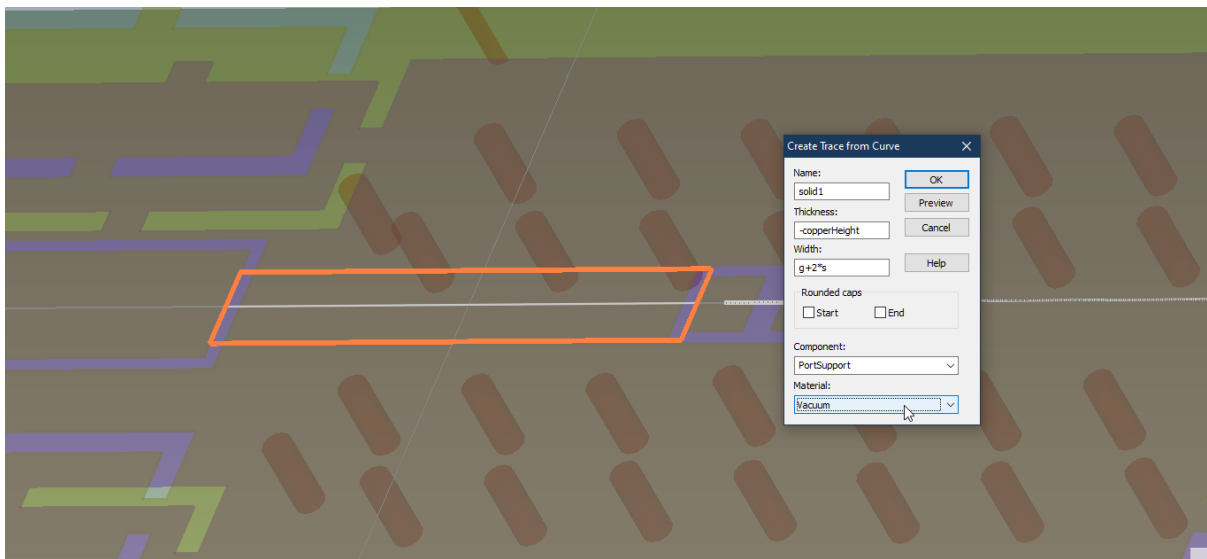 Create Trace from Curve
Name:
solid1
OK
Preview
Thickness:
-copperHeight
Cancel
Width:
g+2*s
Help
Rounded caps
Start
End
Component:
PortSupport
Material:
Vacuum